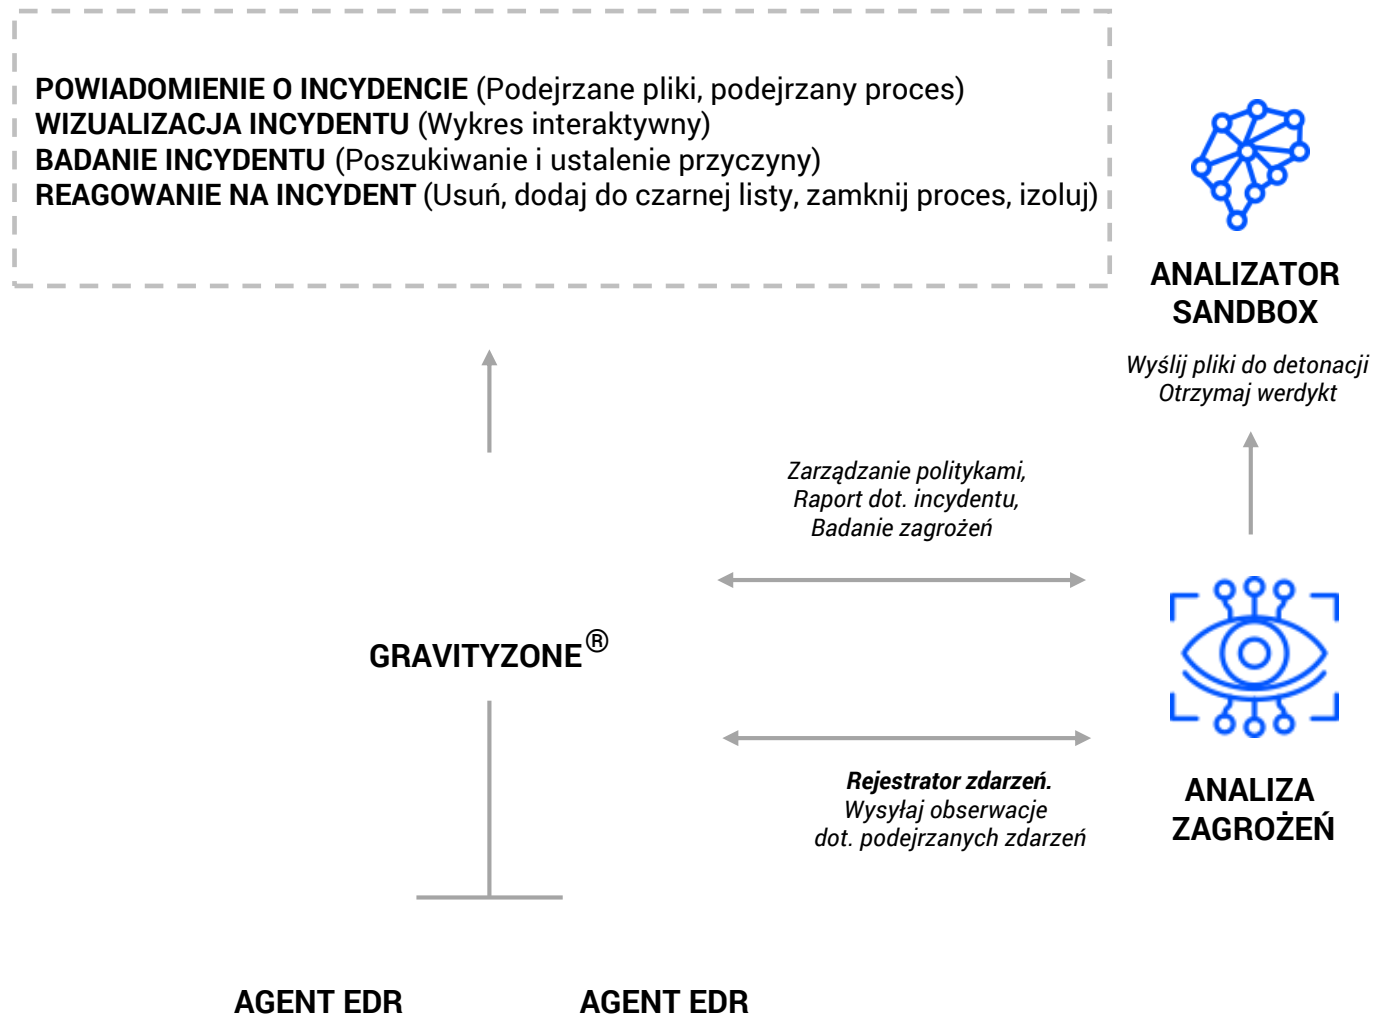 POWIADOMIENIE O INCYDENCIE (Podejrzane pliki, podejrzany proces)
WIZUALIZACJA INCYDENTU (Wykres interaktywny)
BADANIE INCYDENTU (Poszukiwanie i ustalenie przyczyny)
REAGOWANIE NA INCYDENT (Usuń, dodaj do czarnej listy, zamknij proces, izoluj)
ANALIZATOR
SANDBOX
Wyślij pliki do detonacji
Otrzymaj werdykt
Zarządzanie politykami,
Raport dot. incydentu,
Badanie zagrożeń
GRAVITYZONE®
Rejestrator zdarzeń.
Wysyłaj obserwacje
dot. podejrzanych zdarzeń
ANALIZA
ZAGROŻEŃ
AGENT EDR
AGENT EDR